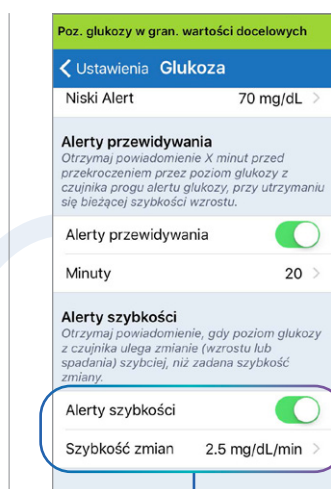 Poz. glukozy w gran. wartości docelowych
Ustawienia Glukoza
Niski Alert 70 mg/dL
Alerty przewidywania
Otrzymaj powiadomienie X minut przed
przekroczeniem przez poziom glukozy z
czujnika progu alertu glukozy, przy utrzymaniu
się bieżącej szybkości wzrostu.
Alerty przewidywania
Minuty 20
Alerty szybkości
Otrzymaj powiadomienie, gdy poziom glukozy
z czujnika ulega zmianie (wzrostu lub
spadania) szybciej, niż zadana szybkość
zmiany.
Alerty szybkości
Szybkość zmian 2.5 mg/dL/min